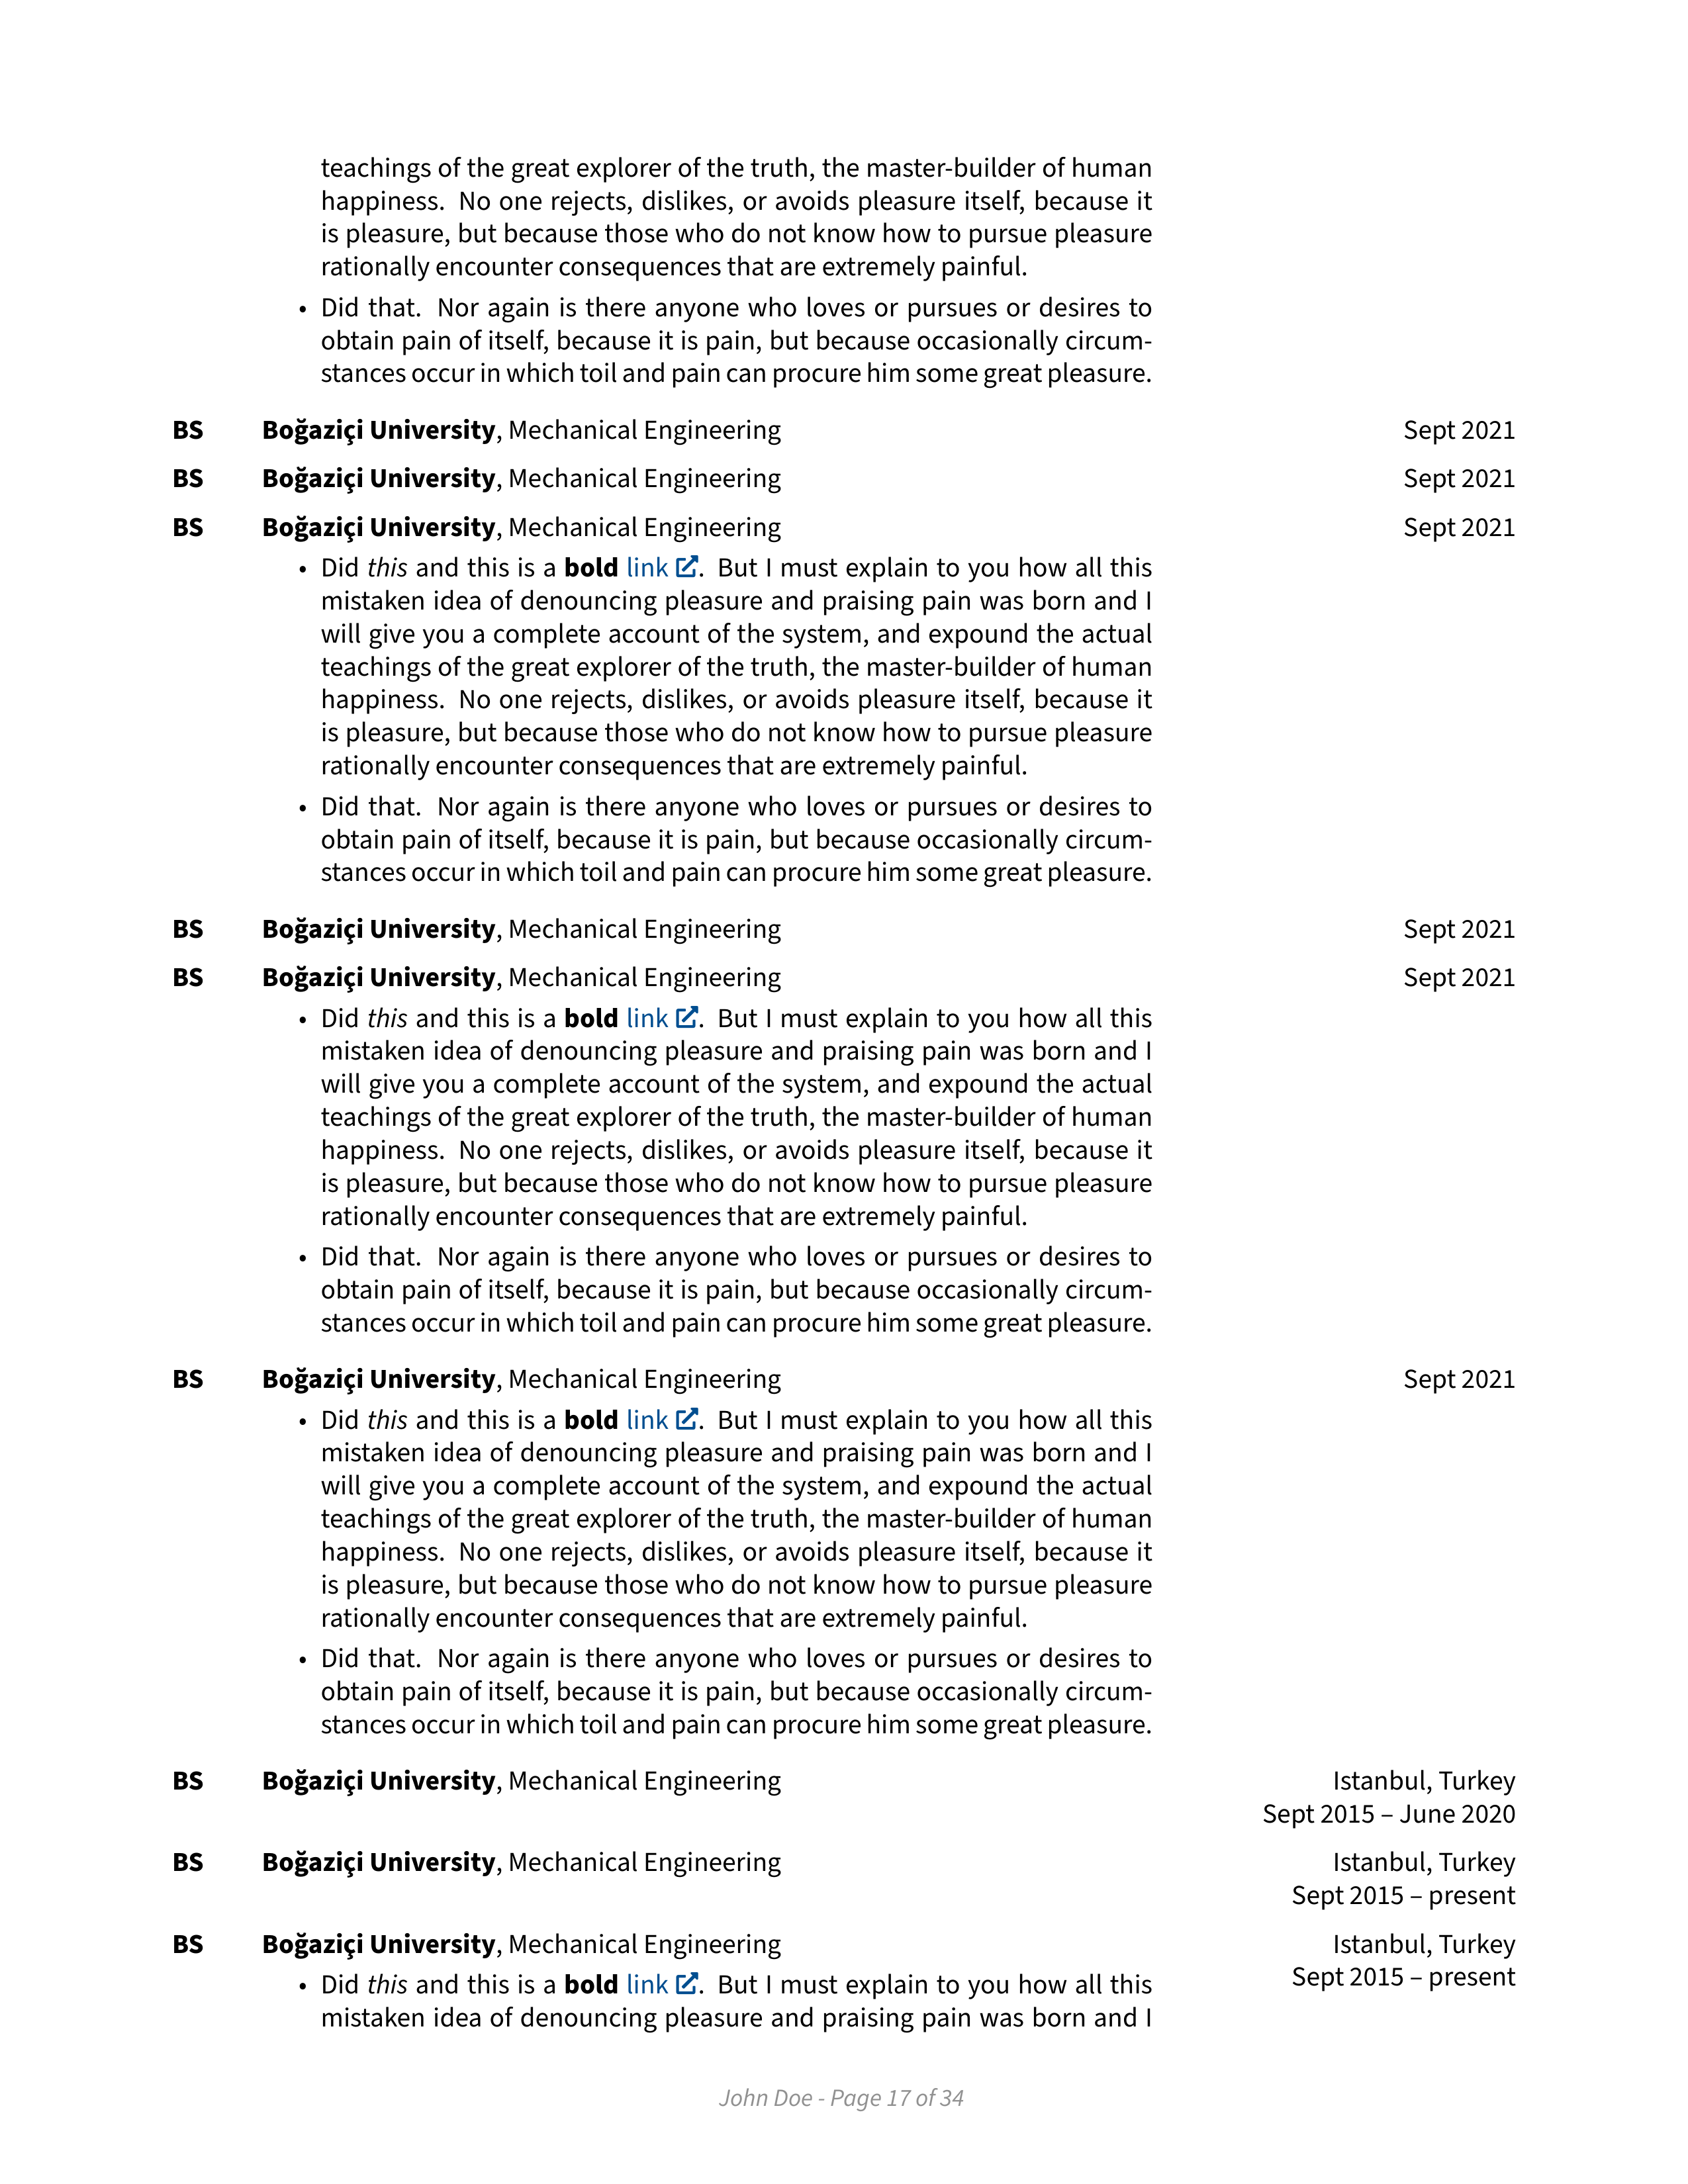 teachings of the great explorer of the truth, the master-builder of human
happiness. No one rejects, dislikes, or avoids pleasure itself, because it
is pleasure, but because those who do not know how to pursue pleasure
rationally encounter consequences that are extremely painful.
• Did that. Nor again is there anyone who loves or pursues or desires to
obtain pain of itself, because it is pain, but because occasionally circum-
stances occur in which toil and pain can procure him some great pleasure.
BS Boğaziçi University, Mechanical Engineering Sept 2021
BS Boğaziçi University, Mechanical Engineering Sept 2021
BS Boğaziçi University, Mechanical Engineering Sept 2021
• Did this and this is a bold link. But I must explain to you how all this
mistaken idea of denouncing pleasure and praising pain was born and I
will give you a complete account of the system, and expound the actual
teachings of the great explorer of the truth, the master-builder of human
happiness. No one rejects, dislikes, or avoids pleasure itself, because it
is pleasure, but because those who do not know how to pursue pleasure
rationally encounter consequences that are extremely painful.
• Did that. Nor again is there anyone who loves or pursues or desires to
obtain pain of itself, because it is pain, but because occasionally circum-
stances occur in which toil and pain can procure him some great pleasure.
BS Boğaziçi University, Mechanical Engineering Sept 2021
BS Boğaziçi University, Mechanical Engineering Sept 2021
• Did this and this is a bold link. But I must explain to you how all this
mistaken idea of denouncing pleasure and praising pain was born and I
will give you a complete account of the system, and expound the actual
teachings of the great explorer of the truth, the master-builder of human
happiness. No one rejects, dislikes, or avoids pleasure itself, because it
is pleasure, but because those who do not know how to pursue pleasure
rationally encounter consequences that are extremely painful.
• Did that. Nor again is there anyone who loves or pursues or desires to
obtain pain of itself, because it is pain, but because occasionally circum-
stances occur in which toil and pain can procure him some great pleasure.
BS Boğaziçi University, Mechanical Engineering Sept 2021
• Did this and this is a bold link. But I must explain to you how all this
mistaken idea of denouncing pleasure and praising pain was born and I
will give you a complete account of the system, and expound the actual
teachings of the great explorer of the truth, the master-builder of human
happiness. No one rejects, dislikes, or avoids pleasure itself, because it
is pleasure, but because those who do not know how to pursue pleasure
rationally encounter consequences that are extremely painful.
• Did that. Nor again is there anyone who loves or pursues or desires to
obtain pain of itself, because it is pain, but because occasionally circum-
stances occur in which toil and pain can procure him some great pleasure.
BS Boğaziçi University, Mechanical Engineering Istanbul, Turkey
Sept 2015 – June 2020
BS Boğaziçi University, Mechanical Engineering Istanbul, Turkey
Sept 2015 – present
BS Boğaziçi University, Mechanical Engineering Istanbul, Turkey
Sept 2015 – present
• Did this and this is a bold link. But I must explain to you how all this
mistaken idea of denouncing pleasure and praising pain was born and I
John Doe - Page 17 of 34